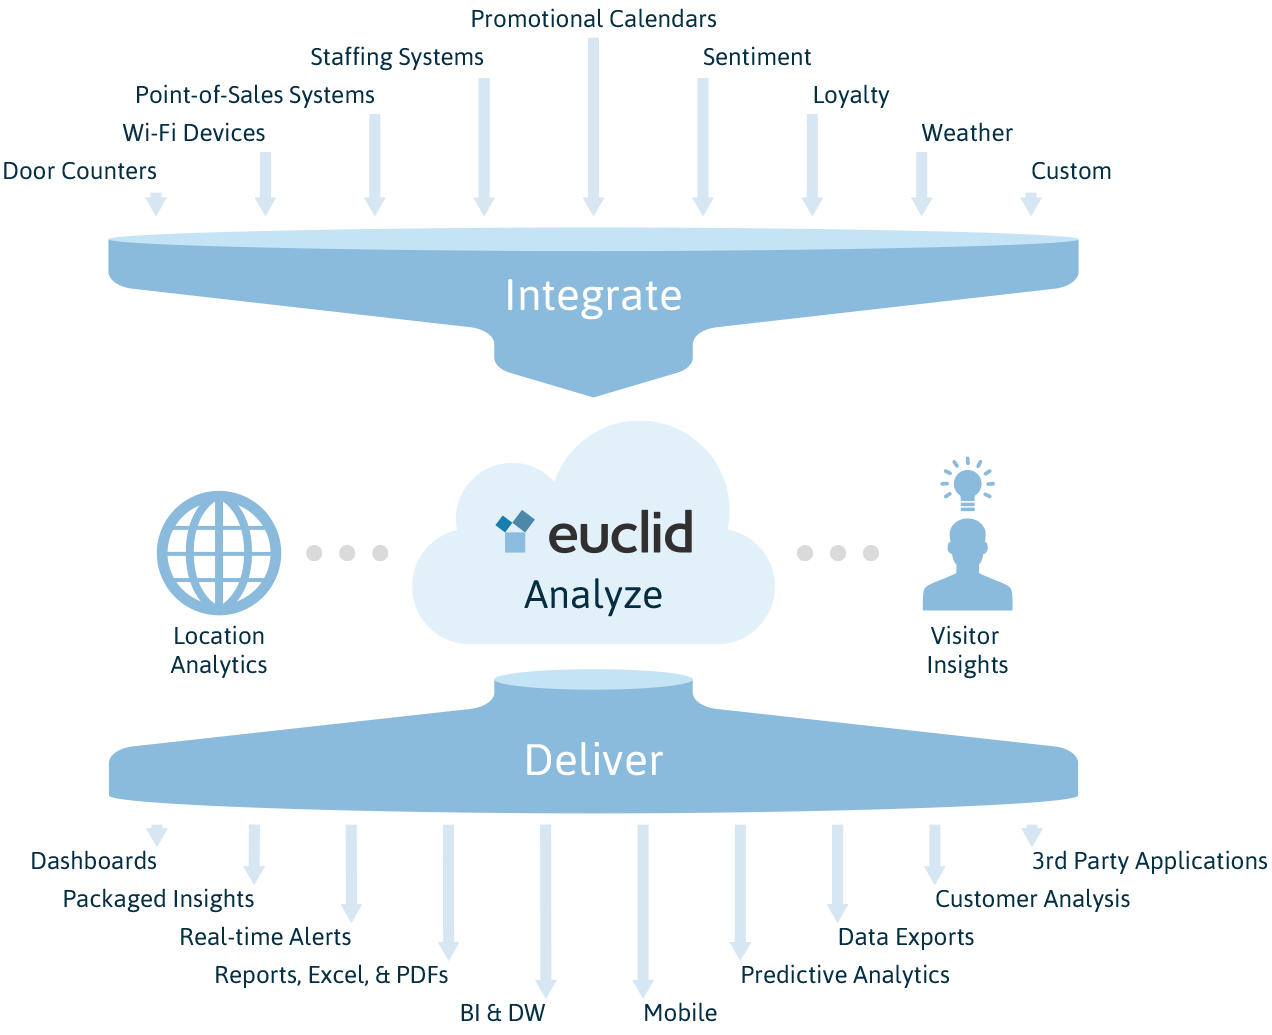 Promotional Calendars
Staffing Systems
Sentiment
Point-of-Sales Systems
Loyalty
Wi-Fi Devices
Weather
Door Counters
Custom
Integrate
euclid
Analyze
Location
Analytics
Visitor
Insights
Deliver
Dashboards
3rd Party Applications
Packaged Insights
Customer Analysis
Real-time Alerts
Data Exports
Reports, Excel, & PDFs
Predictive Analytics
BI & DW
Mobile